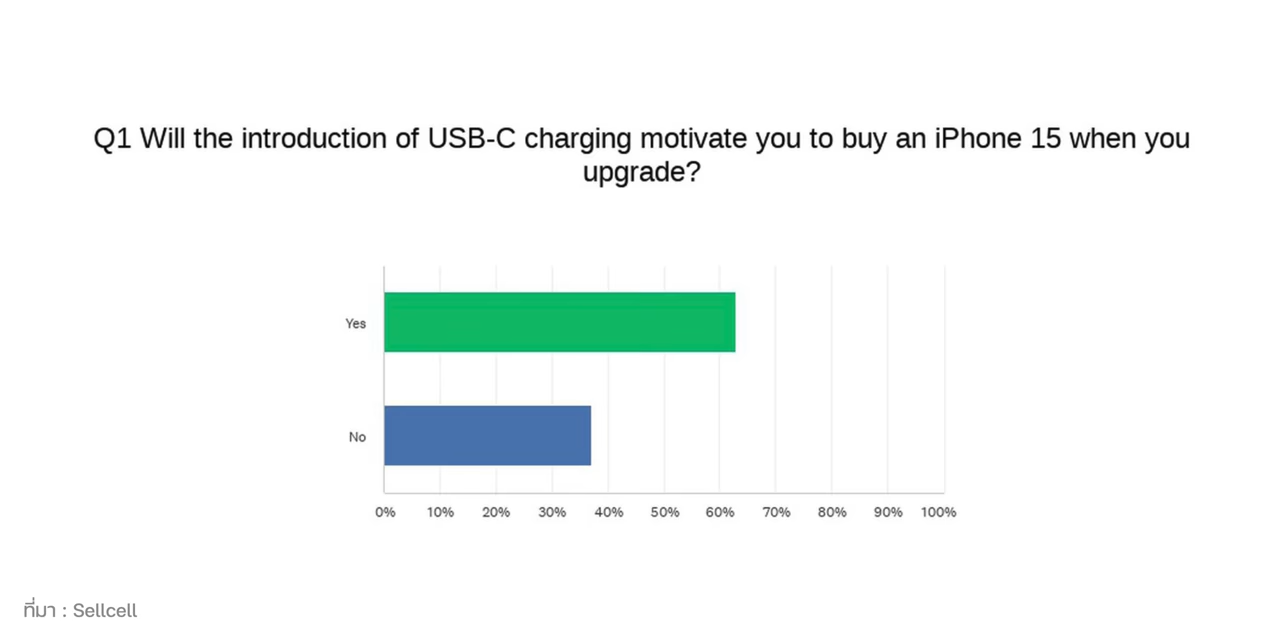 Q1 Will the introduction of USB-C charging motivate you to buy an iPhone 15 when you
upgrade?
Yes
No
0% 10% 20% 30% 40% 50% 60% 70% 80% 90% 100%
ที่มา : Sellcell